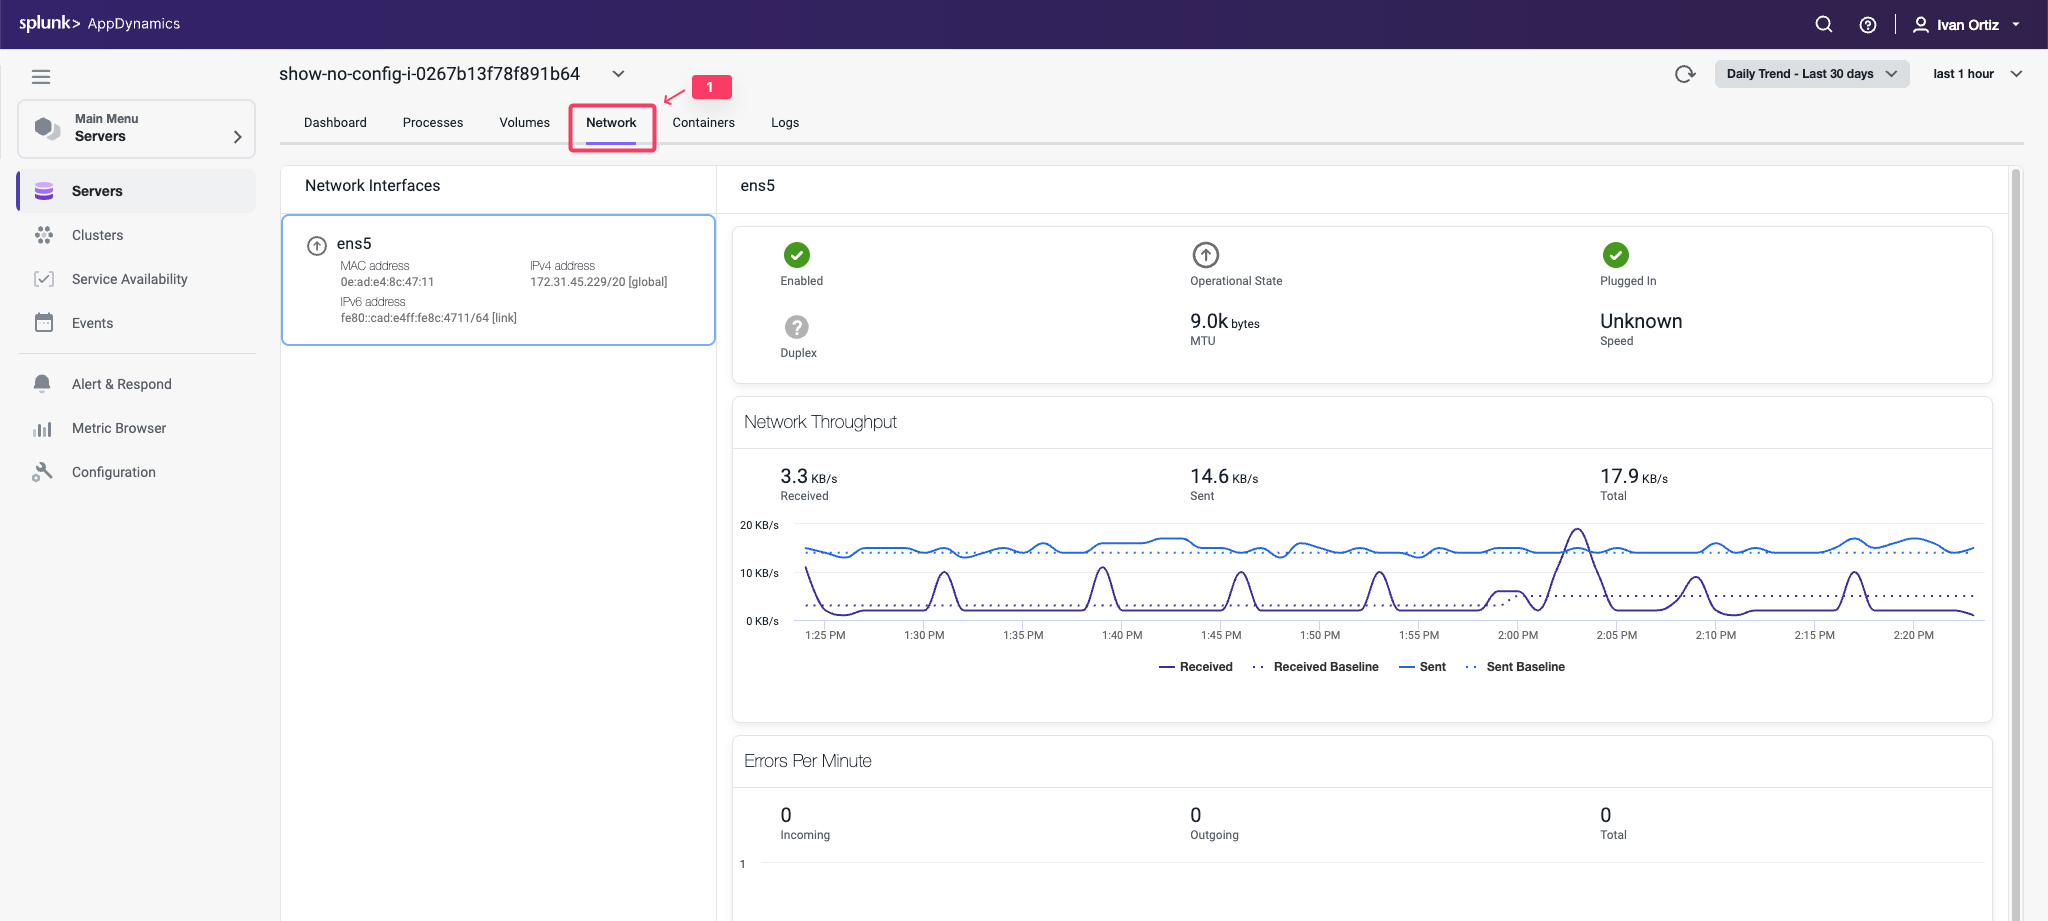 splunk> AppDynamics
Ivan Ortiz
show-no-config-i-0267b13f78f891b64
Daily Trend - Last 30 days
last 1 hour
1
Main Menu
Servers
Dashboard
Processes
Volumes
Network
Containers
Logs
Servers
Clusters
Service Availability
Events
Alert & Respond
Metric Browser
Configuration
Network Interfaces
ens5
MAC address
0e:ad:e4:8c:47:11
IPv4 address
172.31.45.229/20 [global]
IPv6 address
fe80::cad:e4ff:fe8c:4711/64 [link]
ens5
Enabled
Operational State
Plugged In
?
Duplex
9.0k bytes
MTU
Unknown
Speed
Network Throughput
3.3 KB/s
Received
14.6 KB/s
Sent
17.9 KB/s
Total
20 KB/s
10 KB/s
0 KB/s
1:25 PM
1:30 PM
1:35 PM
1:40 PM
1:45 PM
1:50 PM
1:55 PM
2:00 PM
2:05 PM
2:10 PM
2:15 PM
2:20 PM
Received
Received Baseline
Sent
Sent Baseline
Errors Per Minute
0
Incoming
0
Outgoing
0
Total
1